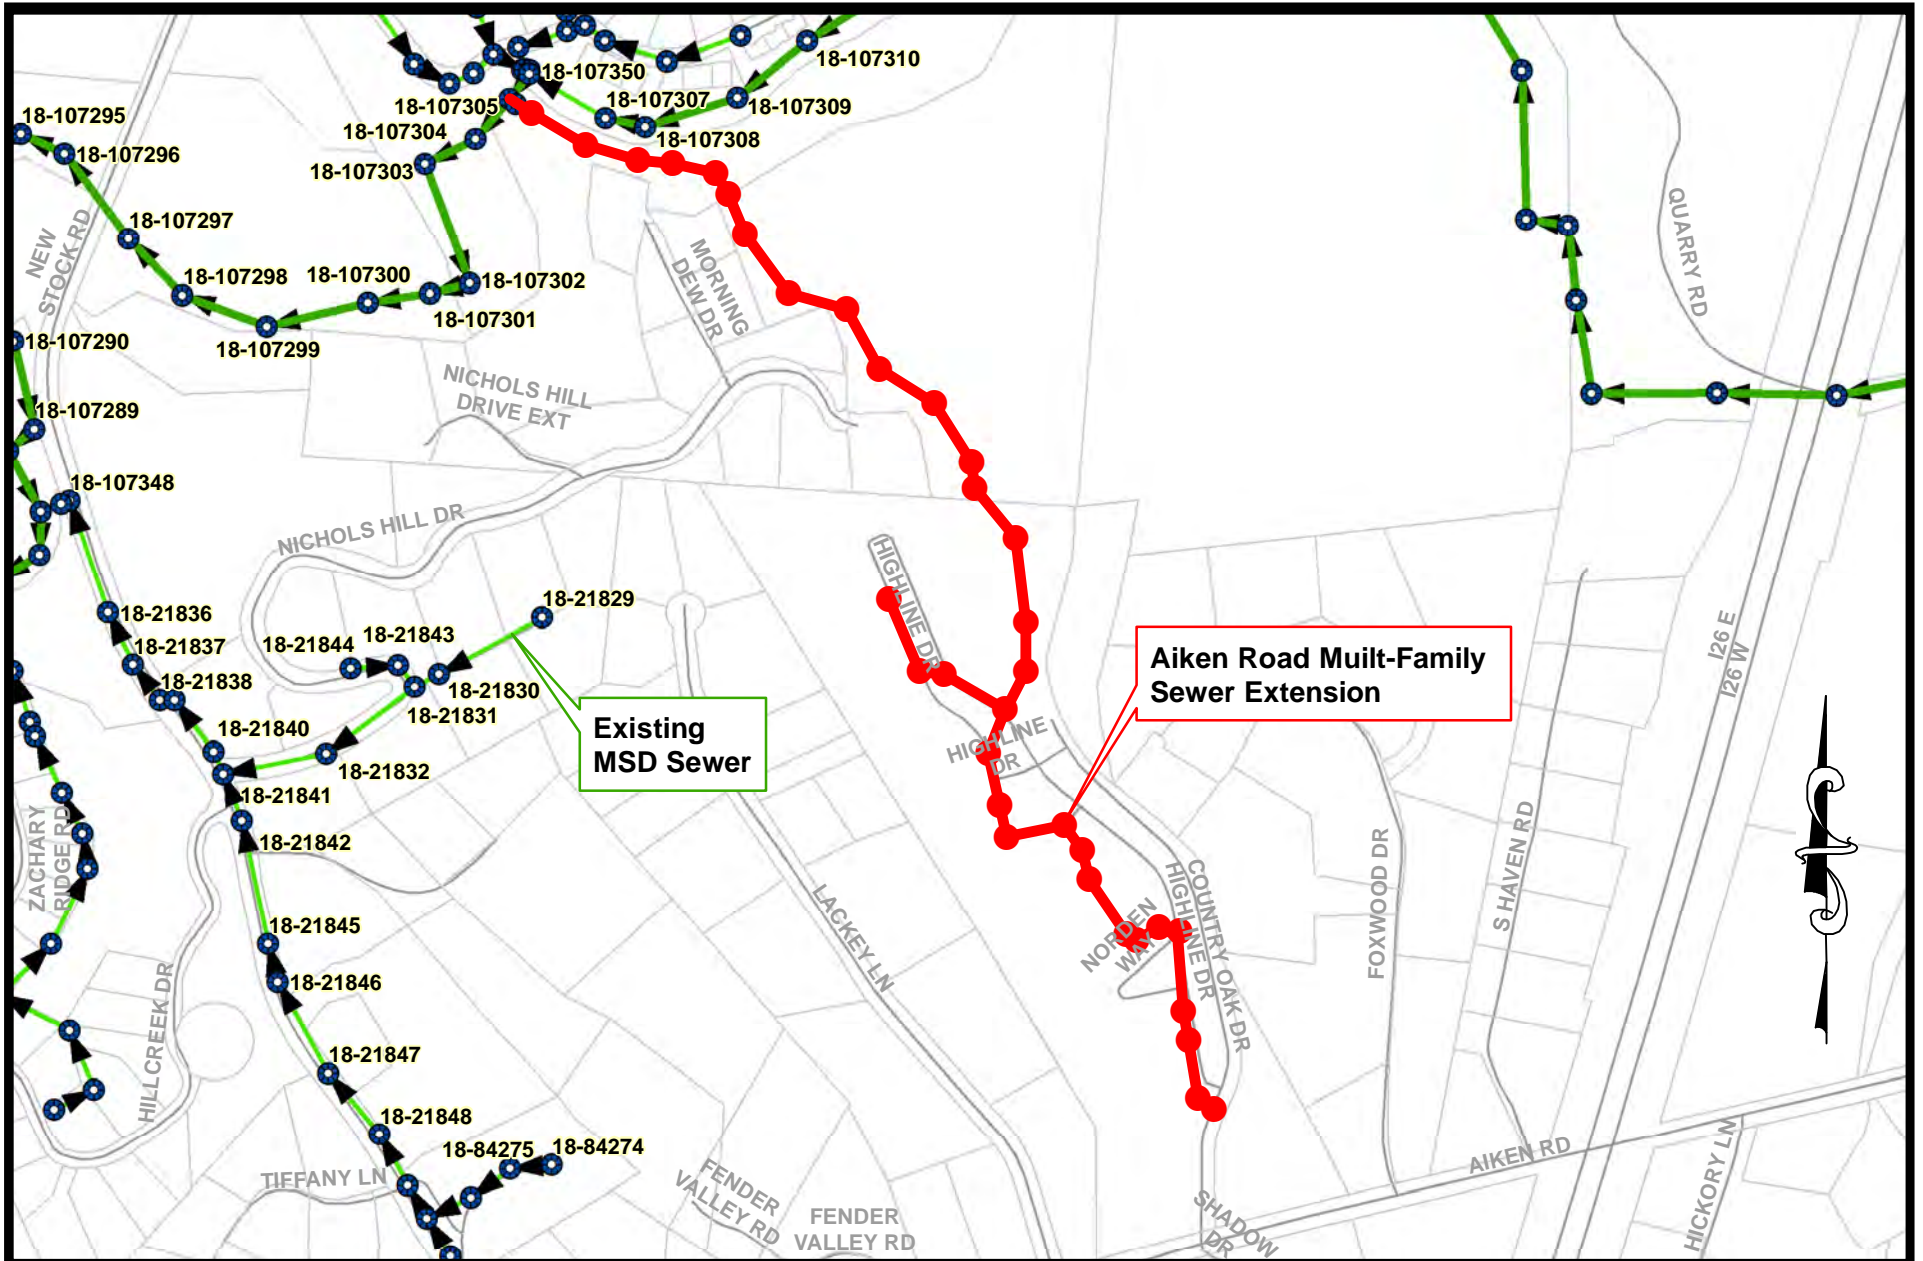 18-107350
18-107310
18-107305
18-107307
18-107309
18-107295
18-107304
18-107308
18-107296
18-107303
18-107297
NEW
STOCK RD
QUARRY RD
MORNING
DEW DR
18-107298
18-107300
18-107302
18-107301
18-107290
18-107299
NICHOLS HILL
DRIVE EXT
18-107289
18-107348
NICHOLS HILL DR
HIGHLINE DR
18-21829
18-21836
18-21837
18-21844
18-21843
18-21838
18-21830
18-21831
I26 E
I26 W
Aiken Road Muilt-Family
Sewer Extension
Existing
MSD Sewer
18-21840
HIGHLINE
DR
18-21832
18-21841
18-21842
ZACHARY
RIDGE RD
LACKEY LN
NORDEN
WAY
HIGHLINE DR
COUNTRY OAK DR
FOXWOOD DR
S HAVEN RD
18-21845
18-21846
HILLCREEK DR
18-21847
18-21848
18-84275
18-84274
TIFFANY LN
FENDER
VALLEY RD
FENDER
VALLEY RD
SHADOW
DR
AIKEN RD
HICKORY LN